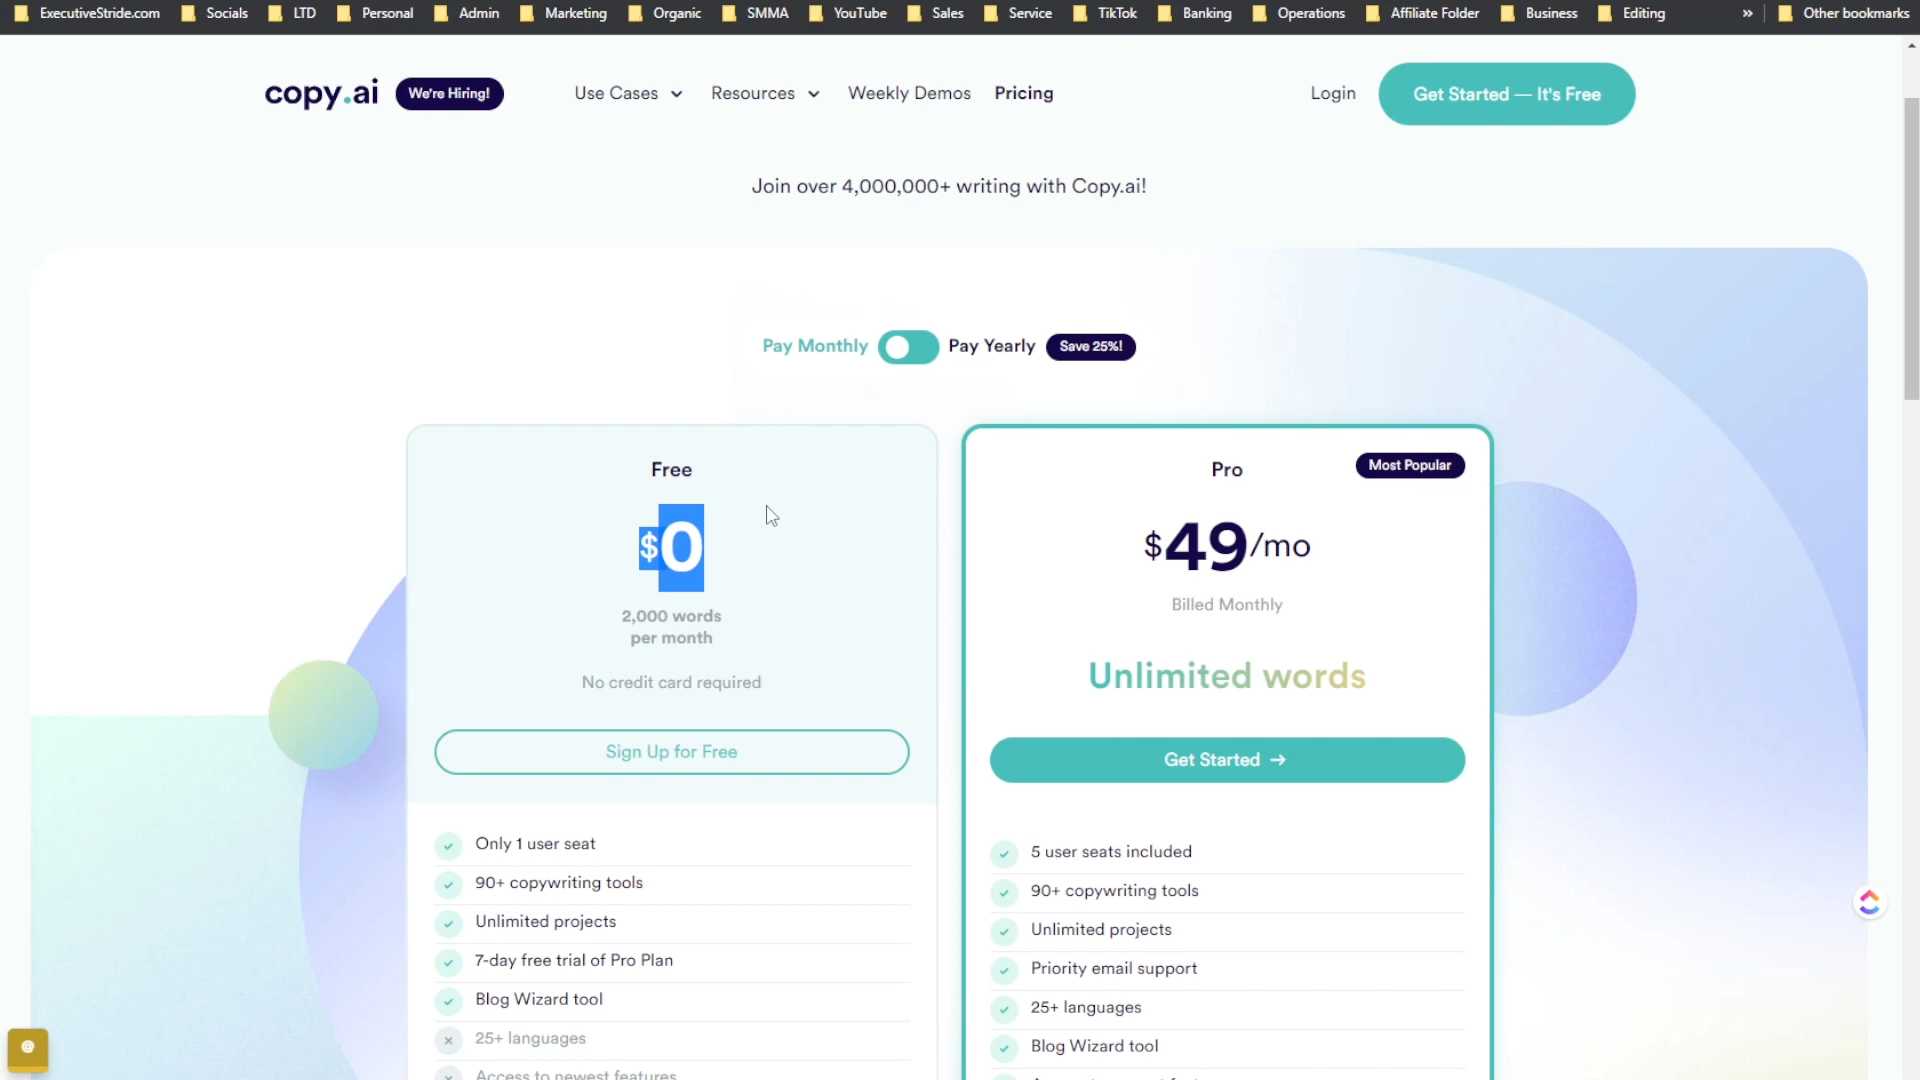 ExecutiveStride.com Socials LTD Personal Admin Marketing Organic SMMA YouTube Sales Service TikTok Banking Operations Affiliate Folder Business Editing » Other bookmarks
copy.ai We're Hiring! Use Cases Resources Weekly Demos Pricing Login Get Started — It's Free
Join over 4,000,000+ writing with Copy.ai!
Pay Monthly Pay Yearly Save 25%!
Free
$0
2,000 words
per month
No credit card required
Sign Up for Free
Only 1 user seat
90+ copywriting tools
Unlimited projects
7-day free trial of Pro Plan
Blog Wizard tool
25+ languages
Access to newest features
Pro Most Popular
$49/mo
Billed Monthly
Unlimited words
Get Started →
5 user seats included
90+ copywriting tools
Unlimited projects
Priority email support
25+ languages
Blog Wizard tool